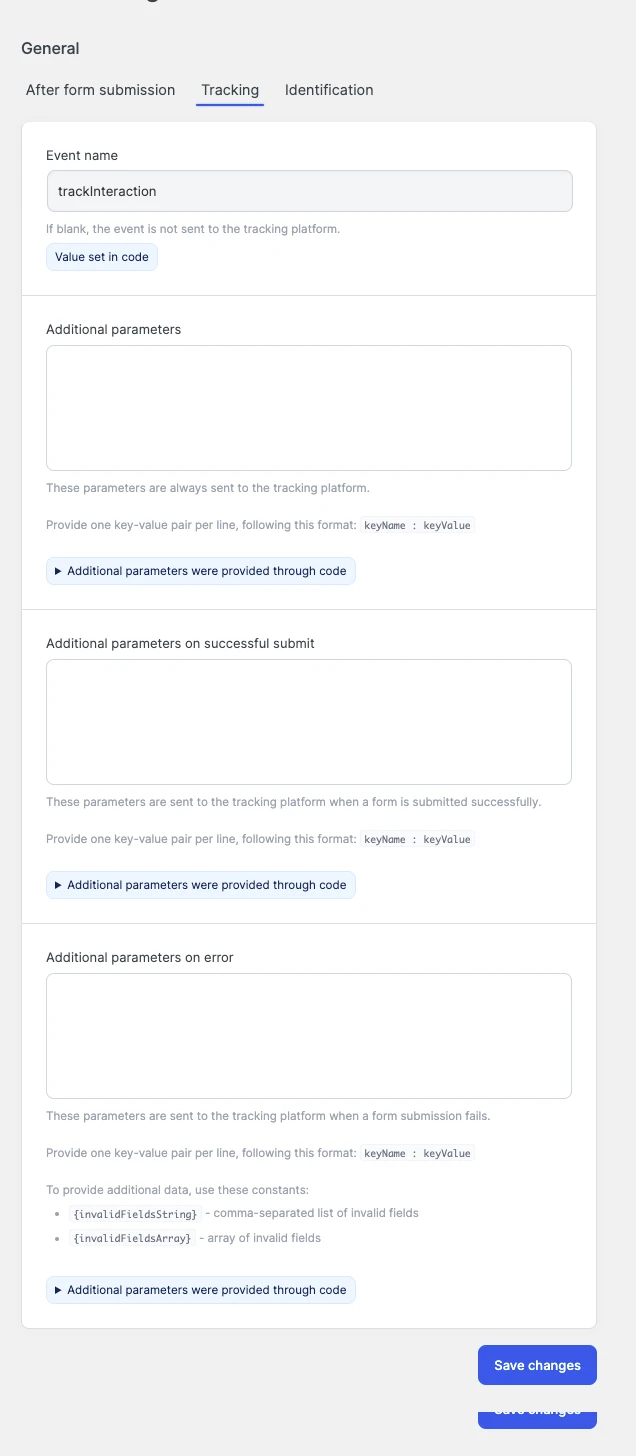 General
After form submission Tracking Identification
Event name
trackInteraction
If blank, the event is not sent to the tracking platform.
Value set in code
Additional parameters
These parameters are always sent to the tracking platform.
Provide one key-value pair per line, following this format: keyName : keyValue
▶ Additional parameters were provided through code
Additional parameters on successful submit
These parameters are sent to the tracking platform when a form is submitted successfully.
Provide one key-value pair per line, following this format: keyName : keyValue
▶ Additional parameters were provided through code
Additional parameters on error
These parameters are sent to the tracking platform when a form submission fails.
Provide one key-value pair per line, following this format: keyName : keyValue
To provide additional data, use these constants:
• {invalidFieldsString} - comma-separated list of invalid fields
• {invalidFieldsArray} - array of invalid fields
▶ Additional parameters were provided through code
Save changes
Save changes